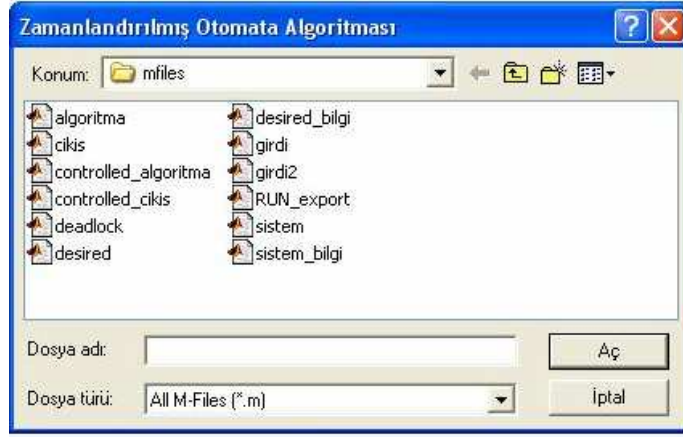 Zamanlandırılmış Otomata Algoritması
Konum: mfiles
algoritma
cikis
controlled_algoritma
controlled_cikis
deadlock
desired
desired_bilgi
girdi
girdi2
RUN_export
sistem
sistem_bilgi
Dosya adı:
Aç
Dosya türü: All M-Files (*.m)
İptal